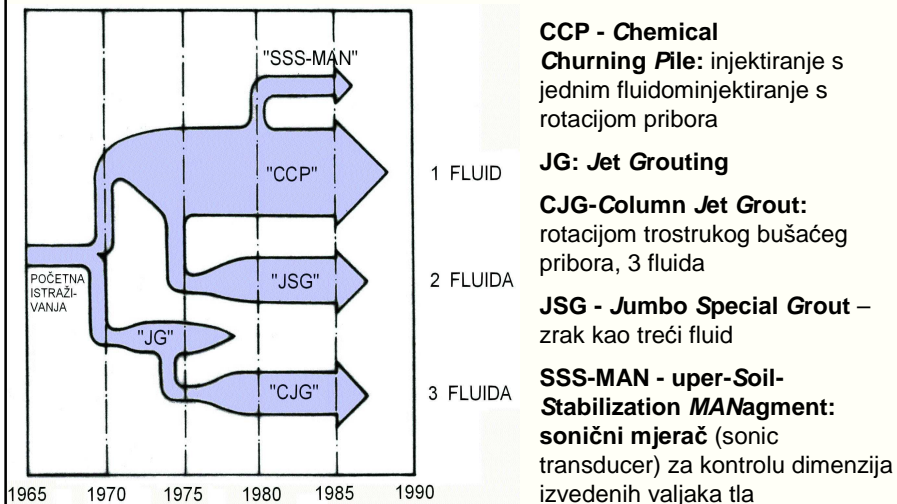 "SSS-MAN"
"CCP"
1 FLUID
"JSG"
2 FLUIDA
POČETNA
ISTRAŽI-
VANJA
"JG"
"CJG"
3 FLUIDA
1965 1970 1975 1980 1985 1990
CCP - Chemical
Churning Pile: injektiranje s
jednim fluidominjektiranje s
rotacijom pribora
JG: Jet Grouting
CJG-Column Jet Grout:
rotacijom trostrukog bušaćeg
pribora, 3 fluida
JSG - Jumbo Special Grout –
zrak kao treći fluid
SSS-MAN - uper-Soil-
Stabilization MANagment:
sonični mjerač (sonic
transducer) za kontrolu dimenzija
izvedenih valjaka tla